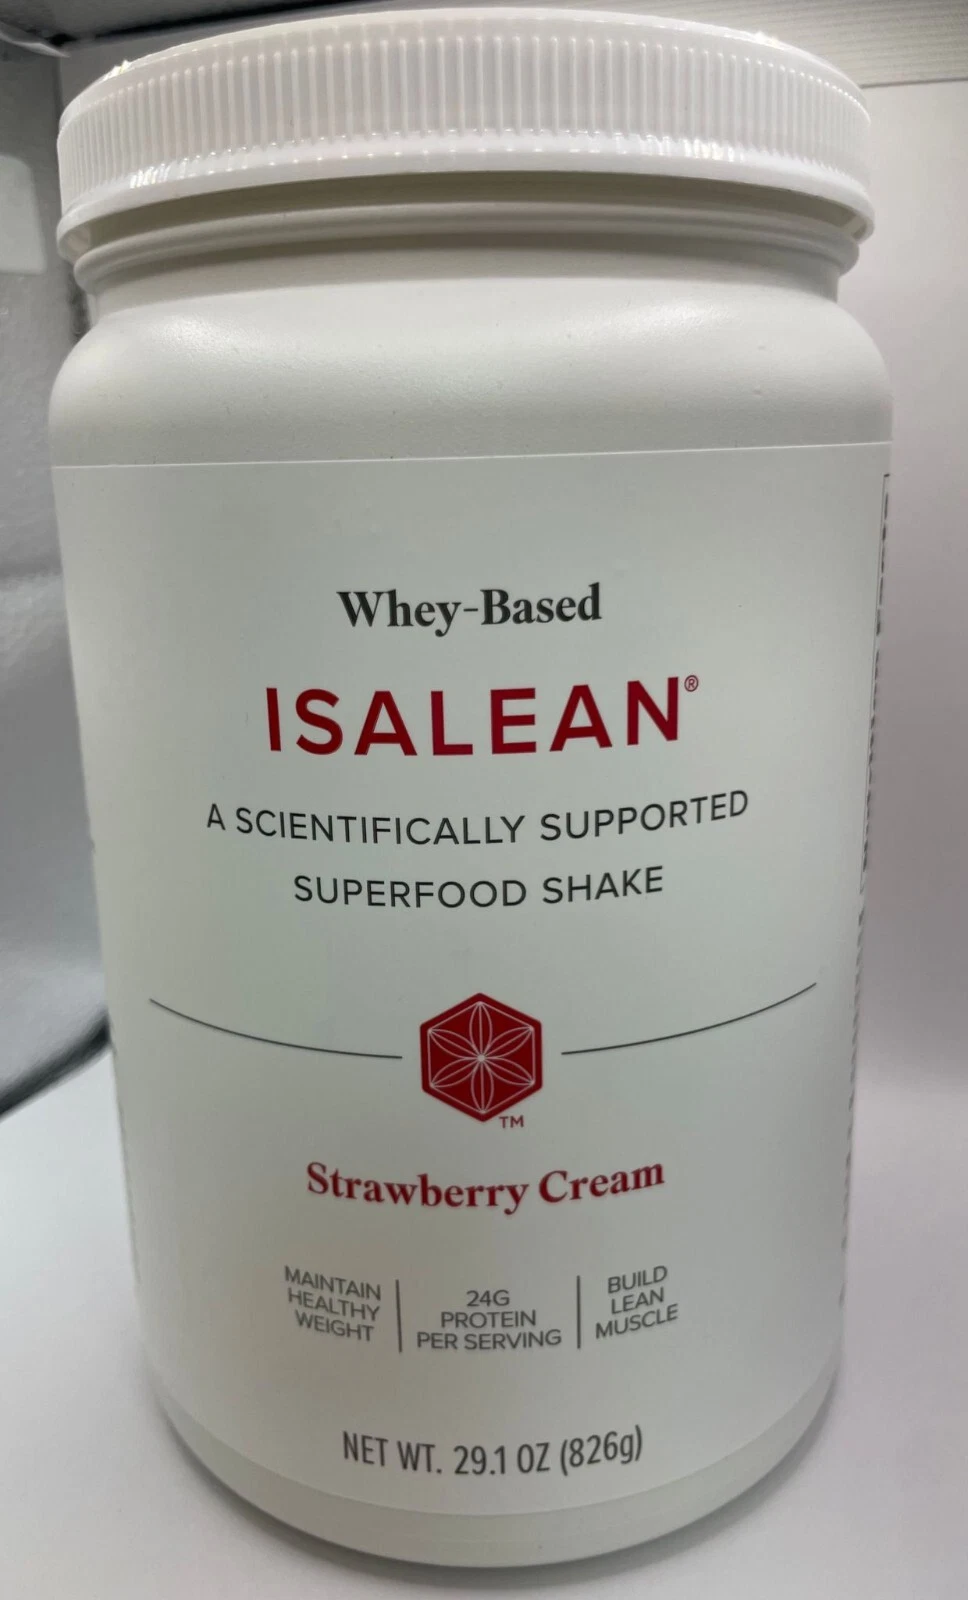 Whey-Based
ISALEAN®
A SCIENTIFICALLY SUPPORTED
SUPERFOOD SHAKE
TM
Strawberry Cream
MAINTAIN
HEALTHY
WEIGHT
24G
PROTEIN
PER SERVING
BUILD
LEAN
MUSCLE
NET WT. 29.1 OZ (826g)